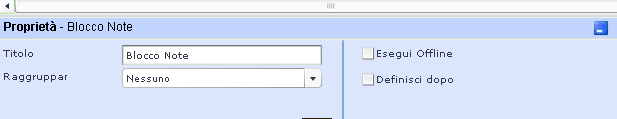 Proprietà - Blocco Note
Titolo Blocco Note Esegui Offline
Raggruppar Nessuno Definisci dopo